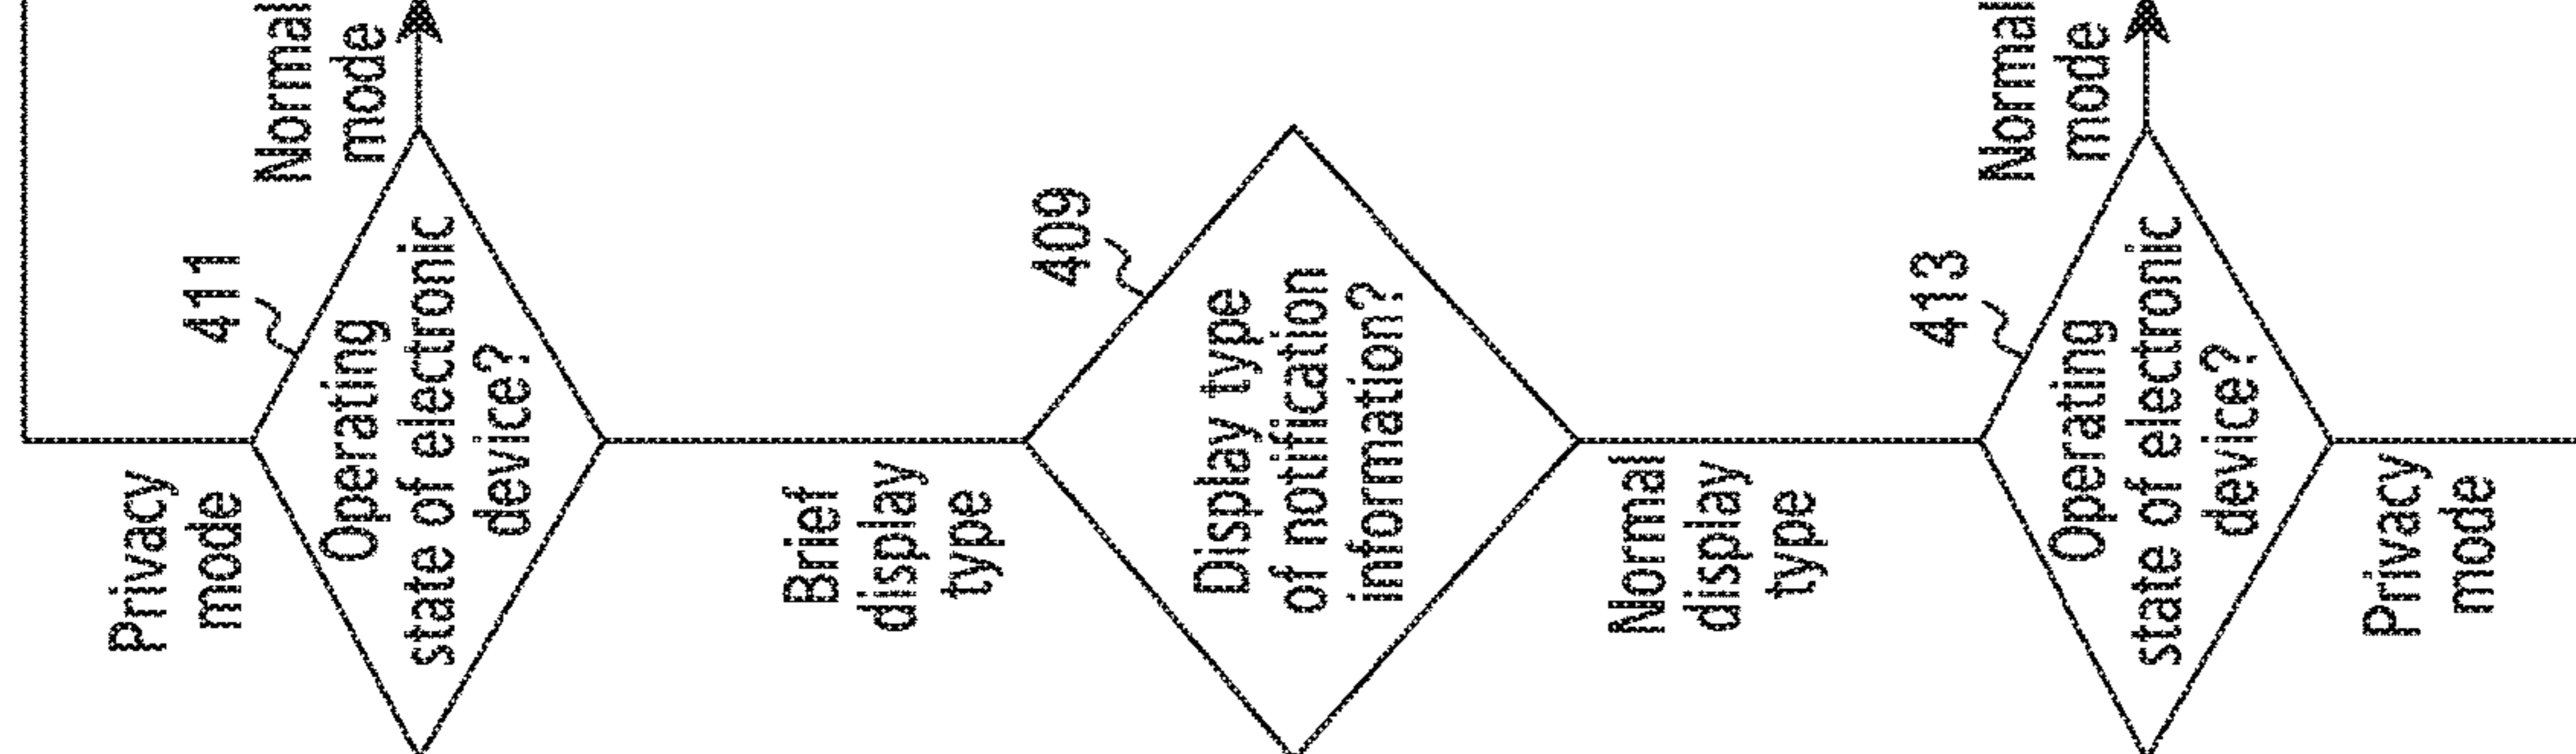 Privacy
mode
411
Operating
state of electronic
device?
Normal
mode
Brief
display
type
409
Display type
of notification
information?
Normal
display
type
413
Operating
state of electronic
device?
Normal
mode
Privacy
mode